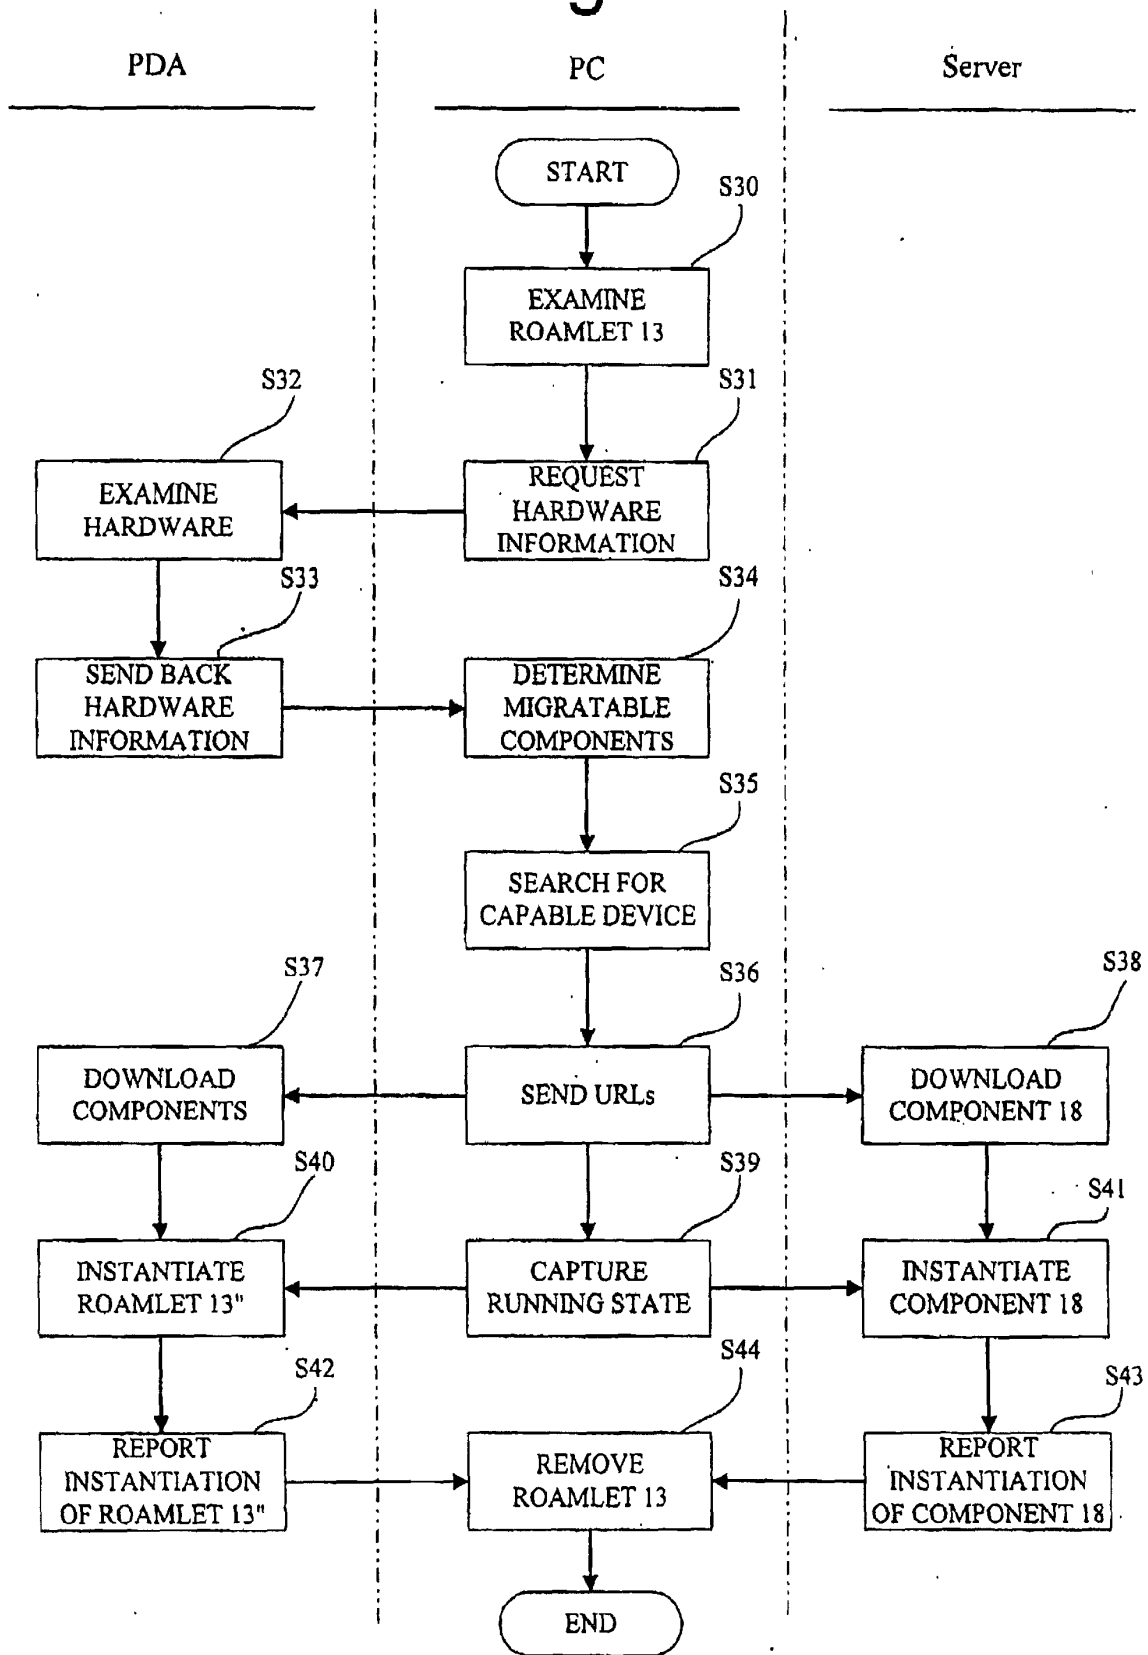 PDA
PC
Server
START
S30
EXAMINE
ROAMLET 13
S32
S31
EXAMINE
HARDWARE
REQUEST
HARDWARE
INFORMATION
S33
S34
SEND BACK
HARDWARE
INFORMATION
DETERMINE
MIGRATABLE
COMPONENTS
S35
SEARCH FOR
CAPABLE DEVICE
S37
S36
S38
DOWNLOAD
COMPONENTS
SEND URLs
DOWNLOAD
COMPONENT 18
S40
S39
S41
INSTANTIATE
ROAMLET 13"
CAPTURE
RUNNING STATE
INSTANTIATE
COMPONENT 18
S42
S44
S43
REPORT
INSTANTIATION
OF ROAMLET 13"
REMOVE
ROAMLET 13
REPORT
INSTANTIATION
OF COMPONENT 18
END